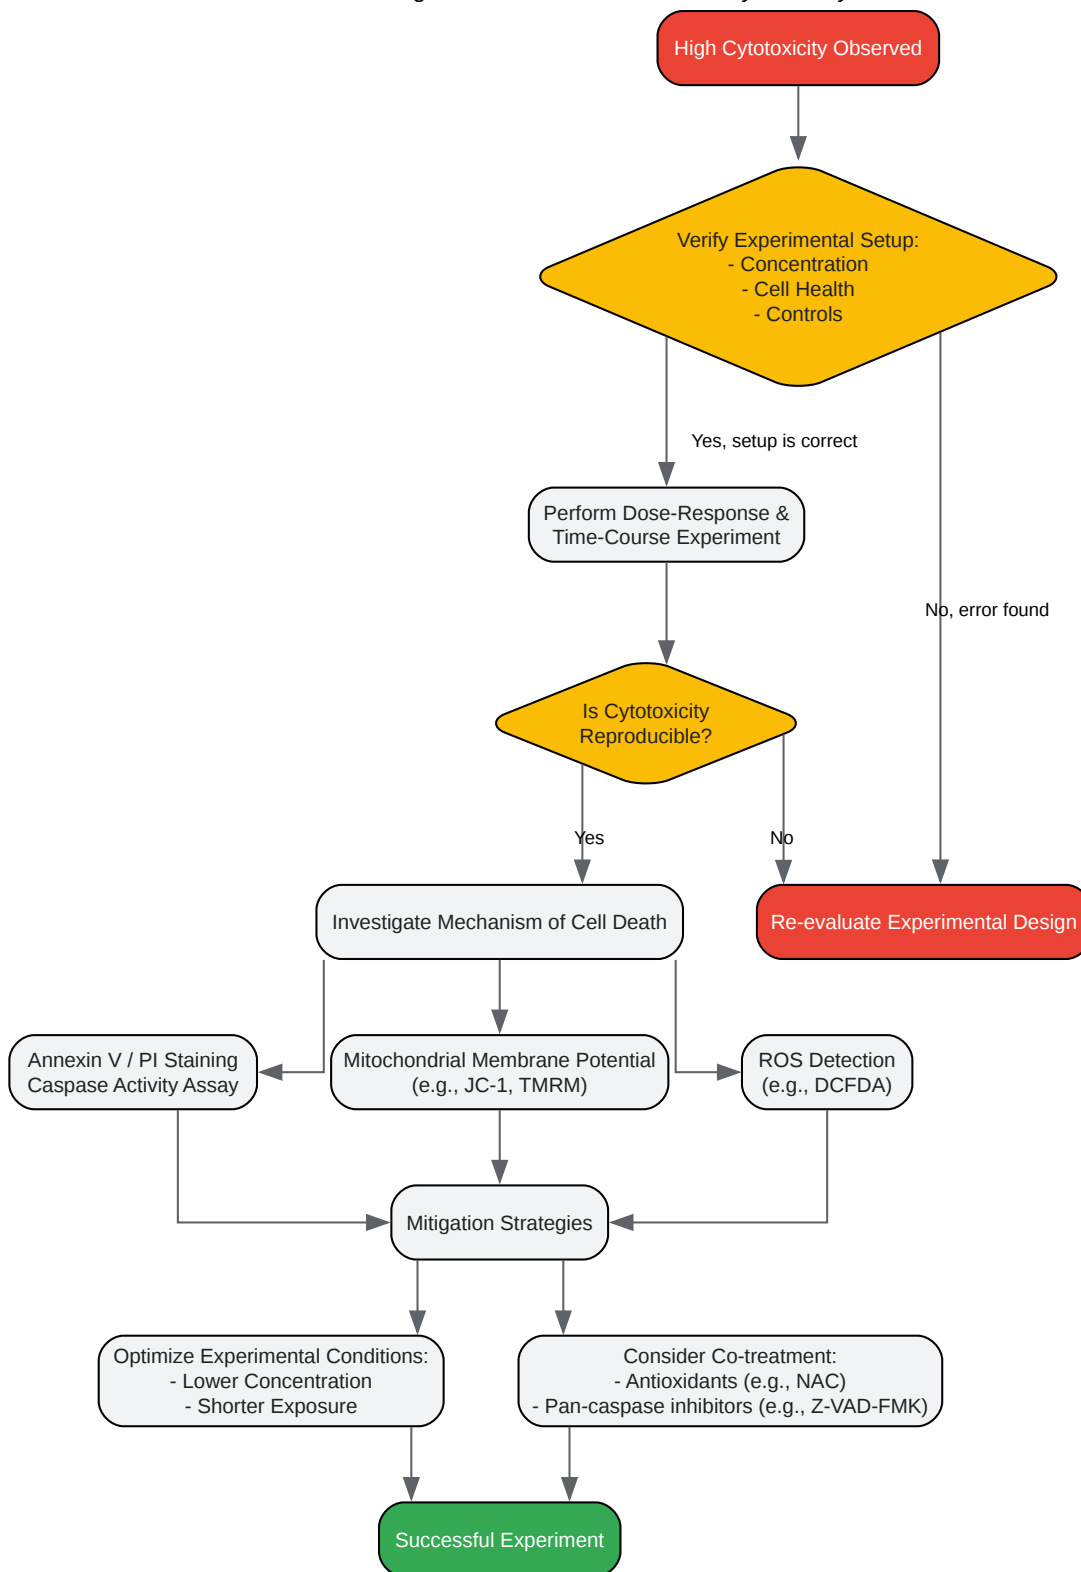 High Cytotoxicity Observed
Verify Experimental Setup:
- Concentration
- Cell Health
- Controls
Yes, setup is correct
Perform Dose-Response &
Time-Course Experiment
No, error found
Is Cytotoxicity
Reproducible?
Yes
No
Investigate Mechanism of Cell Death
Re-evaluate Experimental Design
Annexin V / PI Staining
Caspase Activity Assay
Mitochondrial Membrane Potential
(e.g., JC-1, TMRM)
ROS Detection
(e.g., DCFDA)
Mitigation Strategies
Optimize Experimental Conditions:
- Lower Concentration
- Shorter Exposure
Consider Co-treatment:
- Antioxidants (e.g., NAC)
- Pan-caspase inhibitors (e.g., Z-VAD-FMK)
Successful Experiment